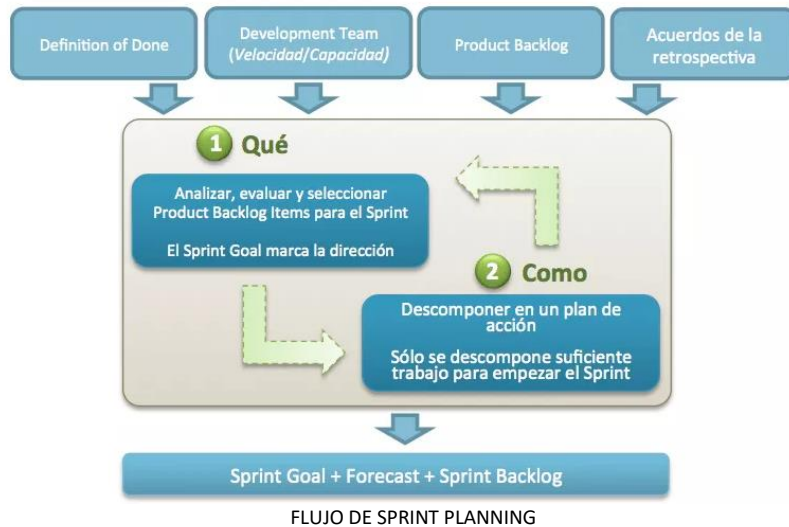 Definition of Done
Development Team
(Velocidad/Capacidad)
Product Backlog
Acuerdos de la
retrospectiva
1 Qué
Analizar, evaluar y seleccionar
Product Backlog Items para el Sprint
El Sprint Goal marca la dirección
2 Como
Descomponer en un plan de
acción
Sólo se descompone suficiente
trabajo para empezar el Sprint
Sprint Goal + Forecast + Sprint Backlog
FLUJO DE SPRINT PLANNING